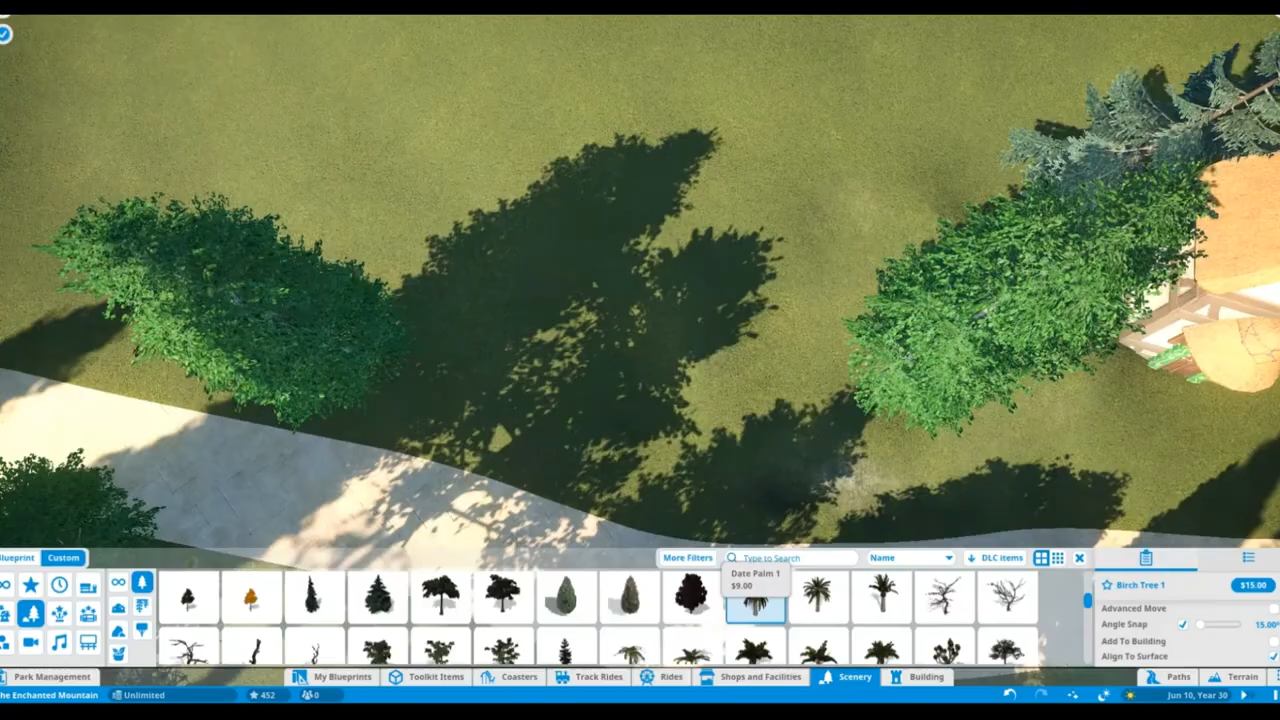 Blueprint Custom
More Filters Type to Search Name DLC Items
Date Palm 1
$9.00
Birch Tree 1 $15.00
Advanced Move
Angle Snap 15.00°
Add To Building
Align To Surface
Park Management My Blueprints Toolkit Items Coasters Track Rides Rides Shops and Facilities Scenery Building Paths Terrain
he Enchanted Mountain Unlimited 452 0 Jun 10, Year 30